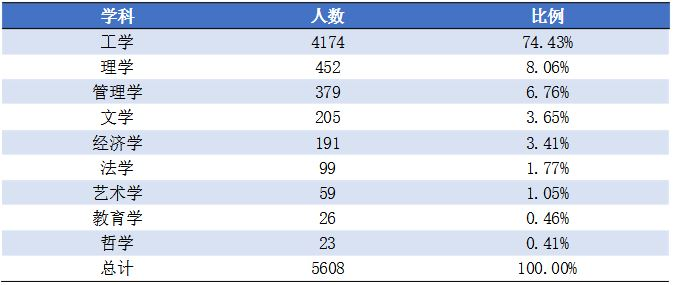 学科 人数 比例
工学 4174 74.43%
理学 452 8.06%
管理学 379 6.76%
文学 205 3.65%
经济学 191 3.41%
法学 99 1.77%
艺术学 59 1.05%
教育学 26 0.46%
哲学 23 0.41%
总计 5608 100.00%